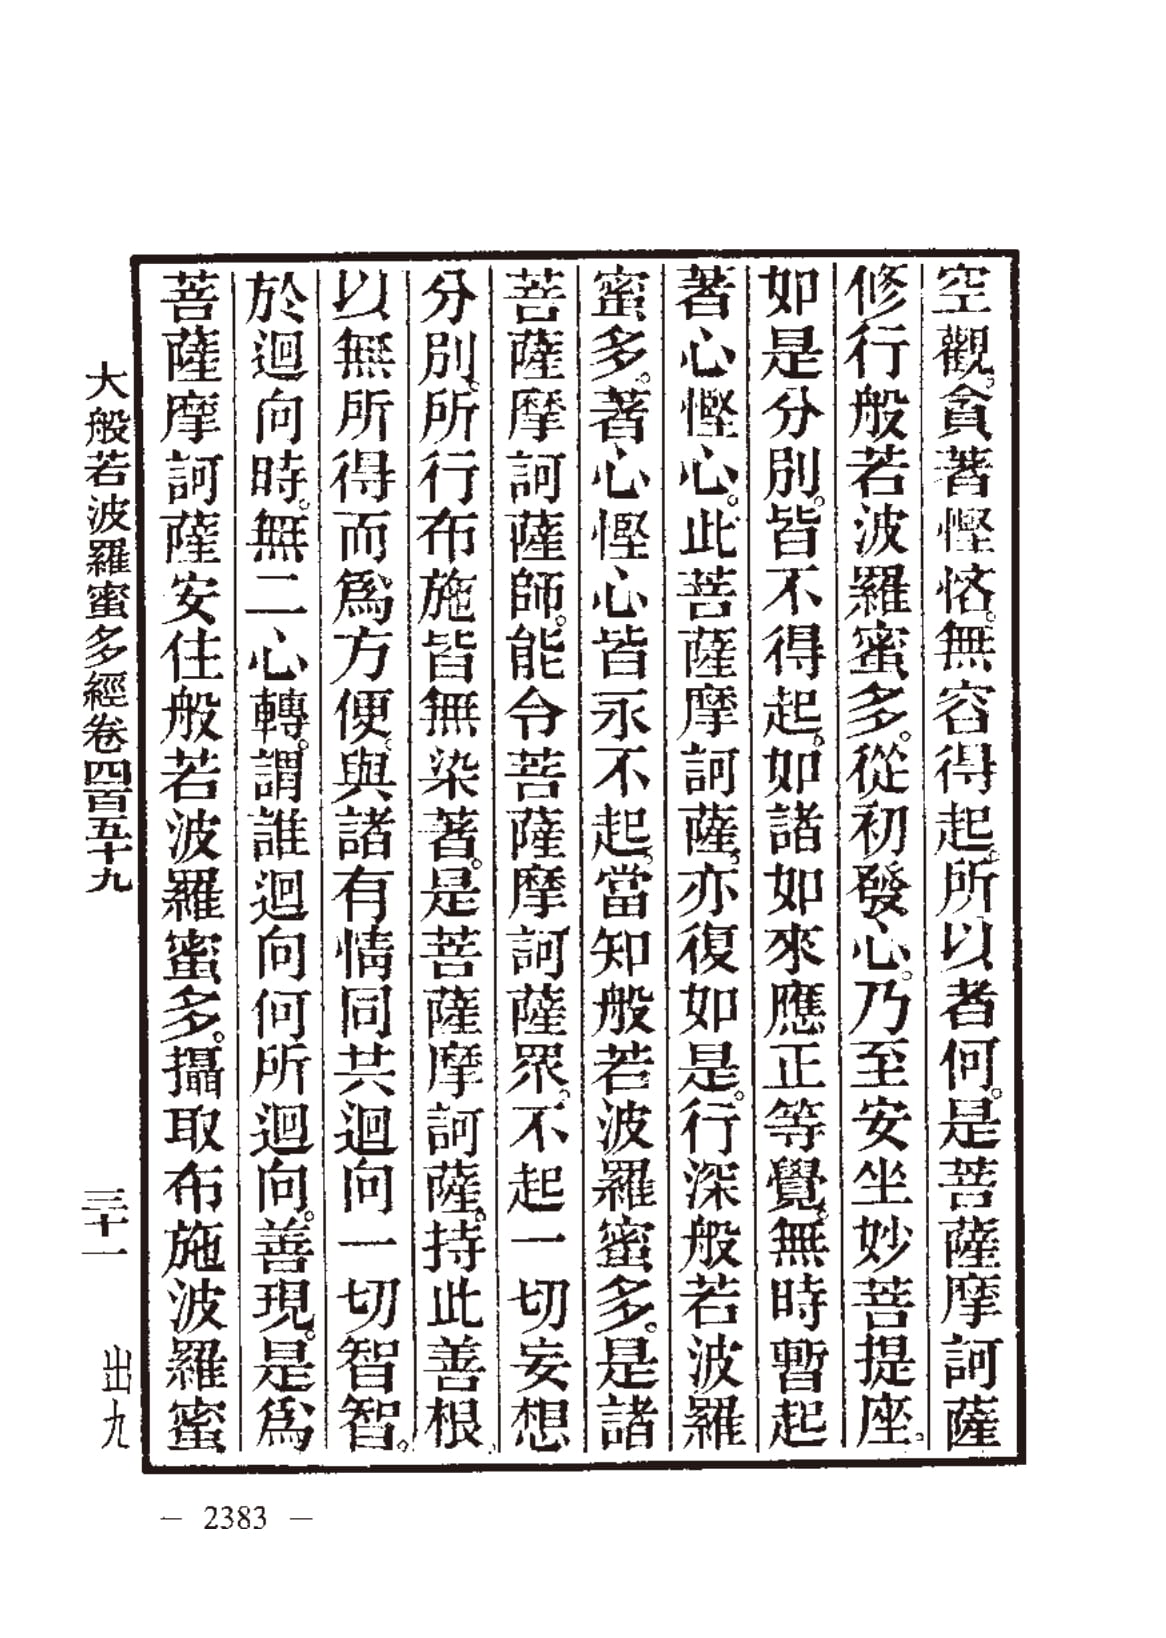 空觀。貪著慳悋。無容得起。所以者何。是菩薩摩訶薩
修行般若波羅蜜多。從初發心。乃至安坐妙菩提座。
如是分別。皆不得起。如諸如來應正等覺。無時暫起
著心慳心。此菩薩摩訶薩。亦復如是。行深般若波羅
蜜多。著心慳心皆永不起。當知般若波羅蜜多。是諸
菩薩摩訶薩師。能令菩薩摩訶薩眾。不起一切妄想
分別。所行布施皆無染著。是菩薩摩訶薩。持此善根。
以無所得而爲方便。與諸有情同共迴向一切智智。
於迴向時。無二心轉。謂誰迴向何所迴向。善現。是爲
菩薩摩訶薩安住般若波羅蜜多。攝取布施波羅蜜
大般若波羅蜜多經卷四百五十九 三十一 出九
— 2383 —